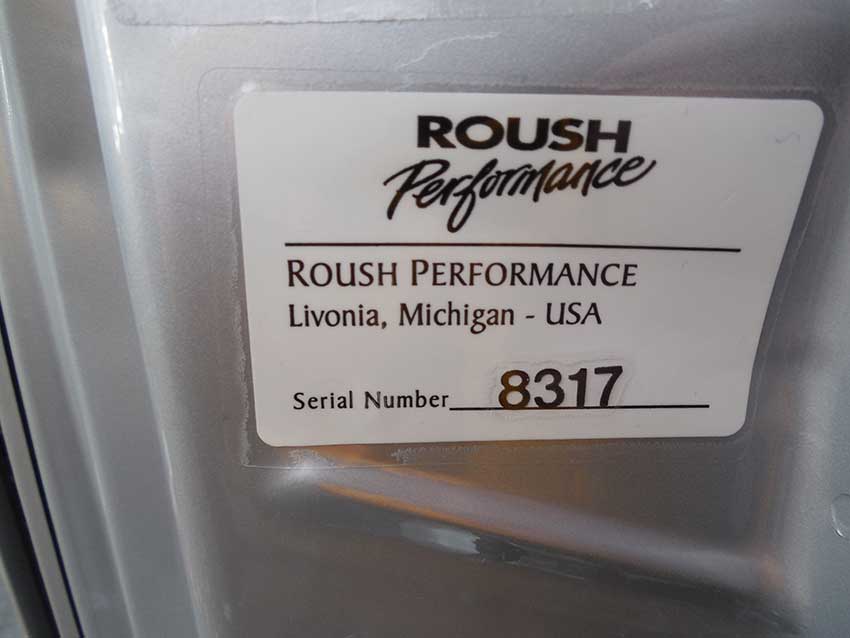 ROUSH
Performance
ROUSH PERFORMANCE
Livonia, Michigan - USA
Serial Number 8317